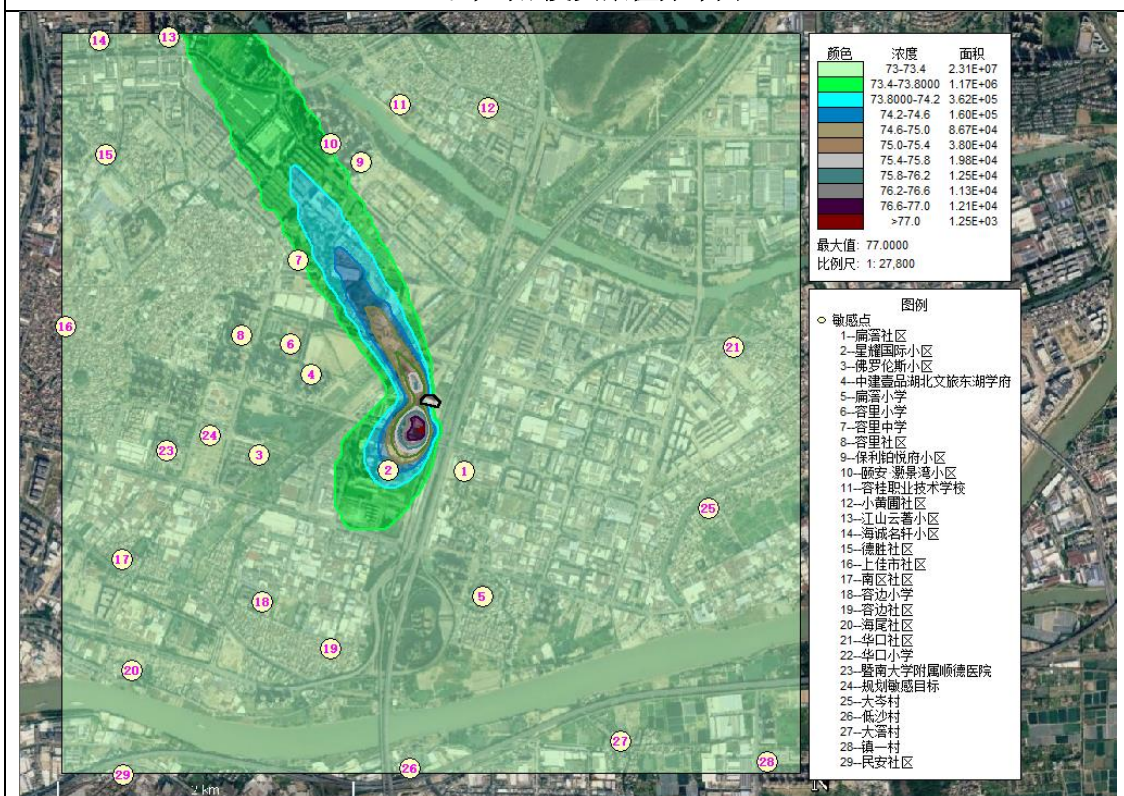 颜色 浓度 面积
73-73.4 2.31E+07
73.4-73.8000 1.17E+06
73.8000-74.2 3.62E+05
74.2-74.6 1.60E+05
74.6-75.0 8.67E+04
75.0-75.4 3.80E+04
75.4-75.8 1.98E+04
75.8-76.2 1.25E+04
76.2-76.6 1.13E+04
76.6-77.0 1.21E+04
>77.0 1.25E+03
最大值: 77.0000
比例尺: 1: 27,800
图例
敏感点
1--扁滘社区
2--星耀国际小区
3--佛罗伦斯小区
4--中建壹品湖北文旅东湖学府
5--扁滘小学
6--容里小学
7--容里中学
8--容里社区
9--保利铂悦府小区
10--颐安·灏景湾小区
11--容桂职业技术学校
12--小黄圃社区
13--江山云著小区
14--海诚名轩小区
15--德胜社区
16--上佳市社区
17--南区社区
18--容边小学
19--容边社区
20--海尾社区
21--华口社区
22--华口小学
23--暨南大学附属顺德医院
24--规划敏感目标
25--大岑村
26--低沙村
27--大滘村
28--镇一村
29--民安社区
14
13
11
12
10
15
9
7
16
8
6
21
4
24
23
3
2
1
25
17
5
18
19
20
27
28
26
29
2 km